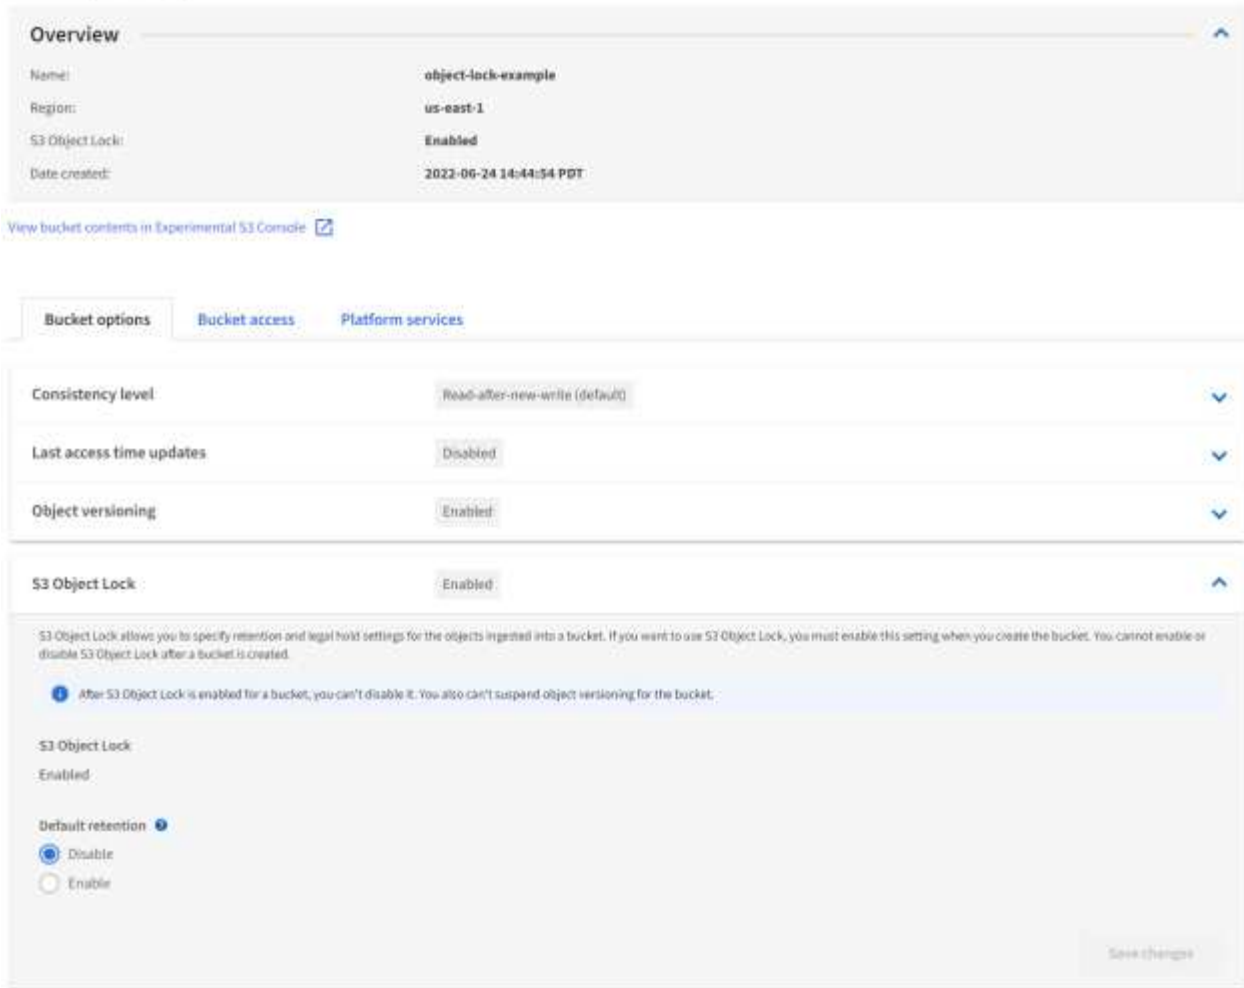 Overview
Name: object-lock-example
Region: us-east-1
S3 Object Lock: Enabled
Date created: 2022-06-24 14:44:54 PDT
View bucket contents in Experimental S3 Console
Bucket options Bucket access Platform services
Consistency level Read-after-new-write (default)
Last access time updates Disabled
Object versioning Enabled
S3 Object Lock Enabled
S3 Object Lock allows you to specify retention and legal hold settings for the objects ingested into a bucket. If you want to use S3 Object Lock, you must enable this setting when you create the bucket. You cannot enable or
disable S3 Object Lock after a bucket is created.
After S3 Object Lock is enabled for a bucket, you can't disable it. You also can't suspend object versioning for the bucket.
S3 Object Lock
Enabled
Default retention
Disable
Enable
Save changes